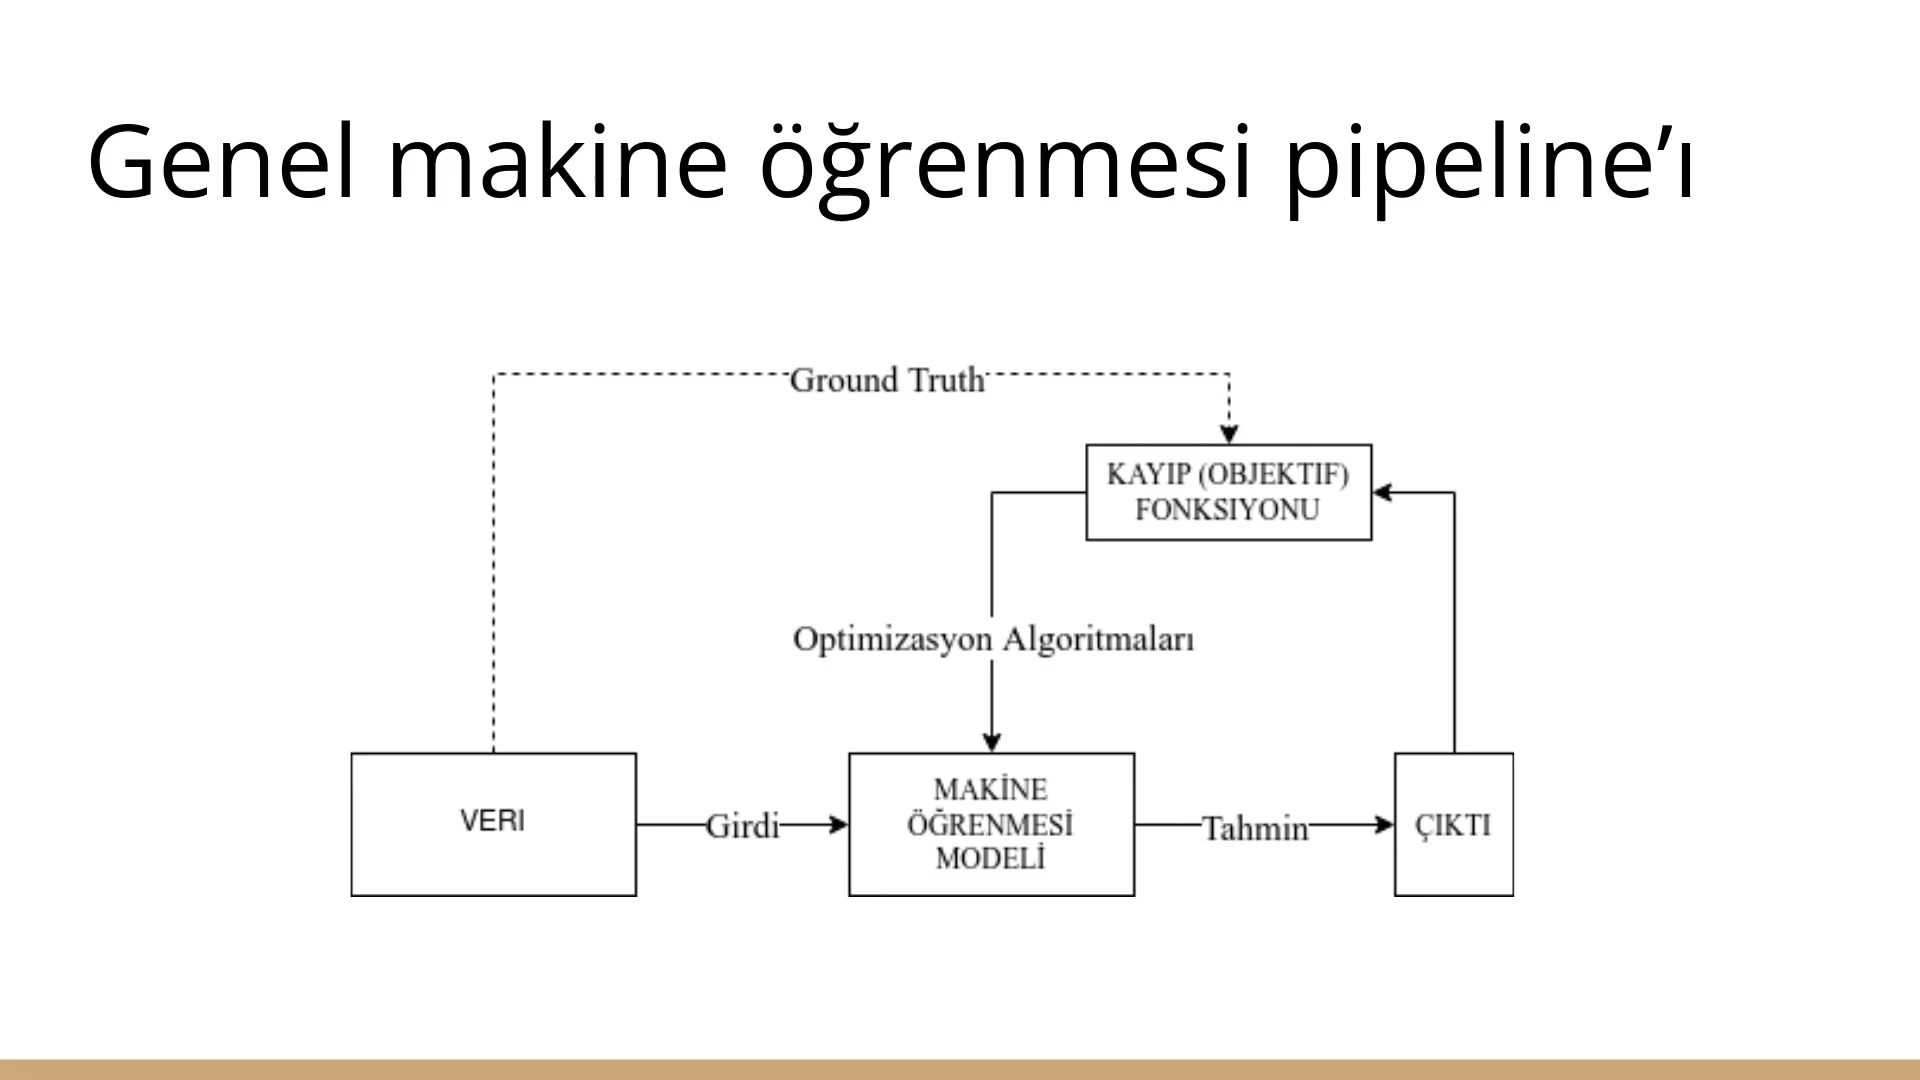 Genel makine öğrenmesi pipeline’ı
Ground Truth
KAYIP (OBJEKTIF)
FONKSIYONU
Optimizasyon Algoritmaları
VERI
Girdi
MAKİNE
ÖĞRENMESİ
MODELİ
Tahmin
ÇIKTI